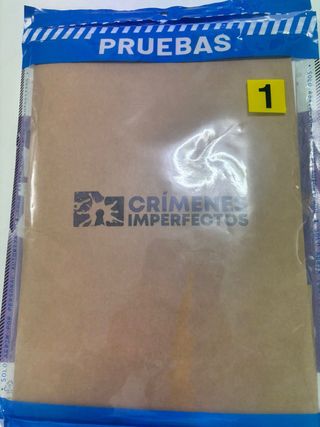 PRUEBAS
1
CRÍMENES
IMPERFECTOS